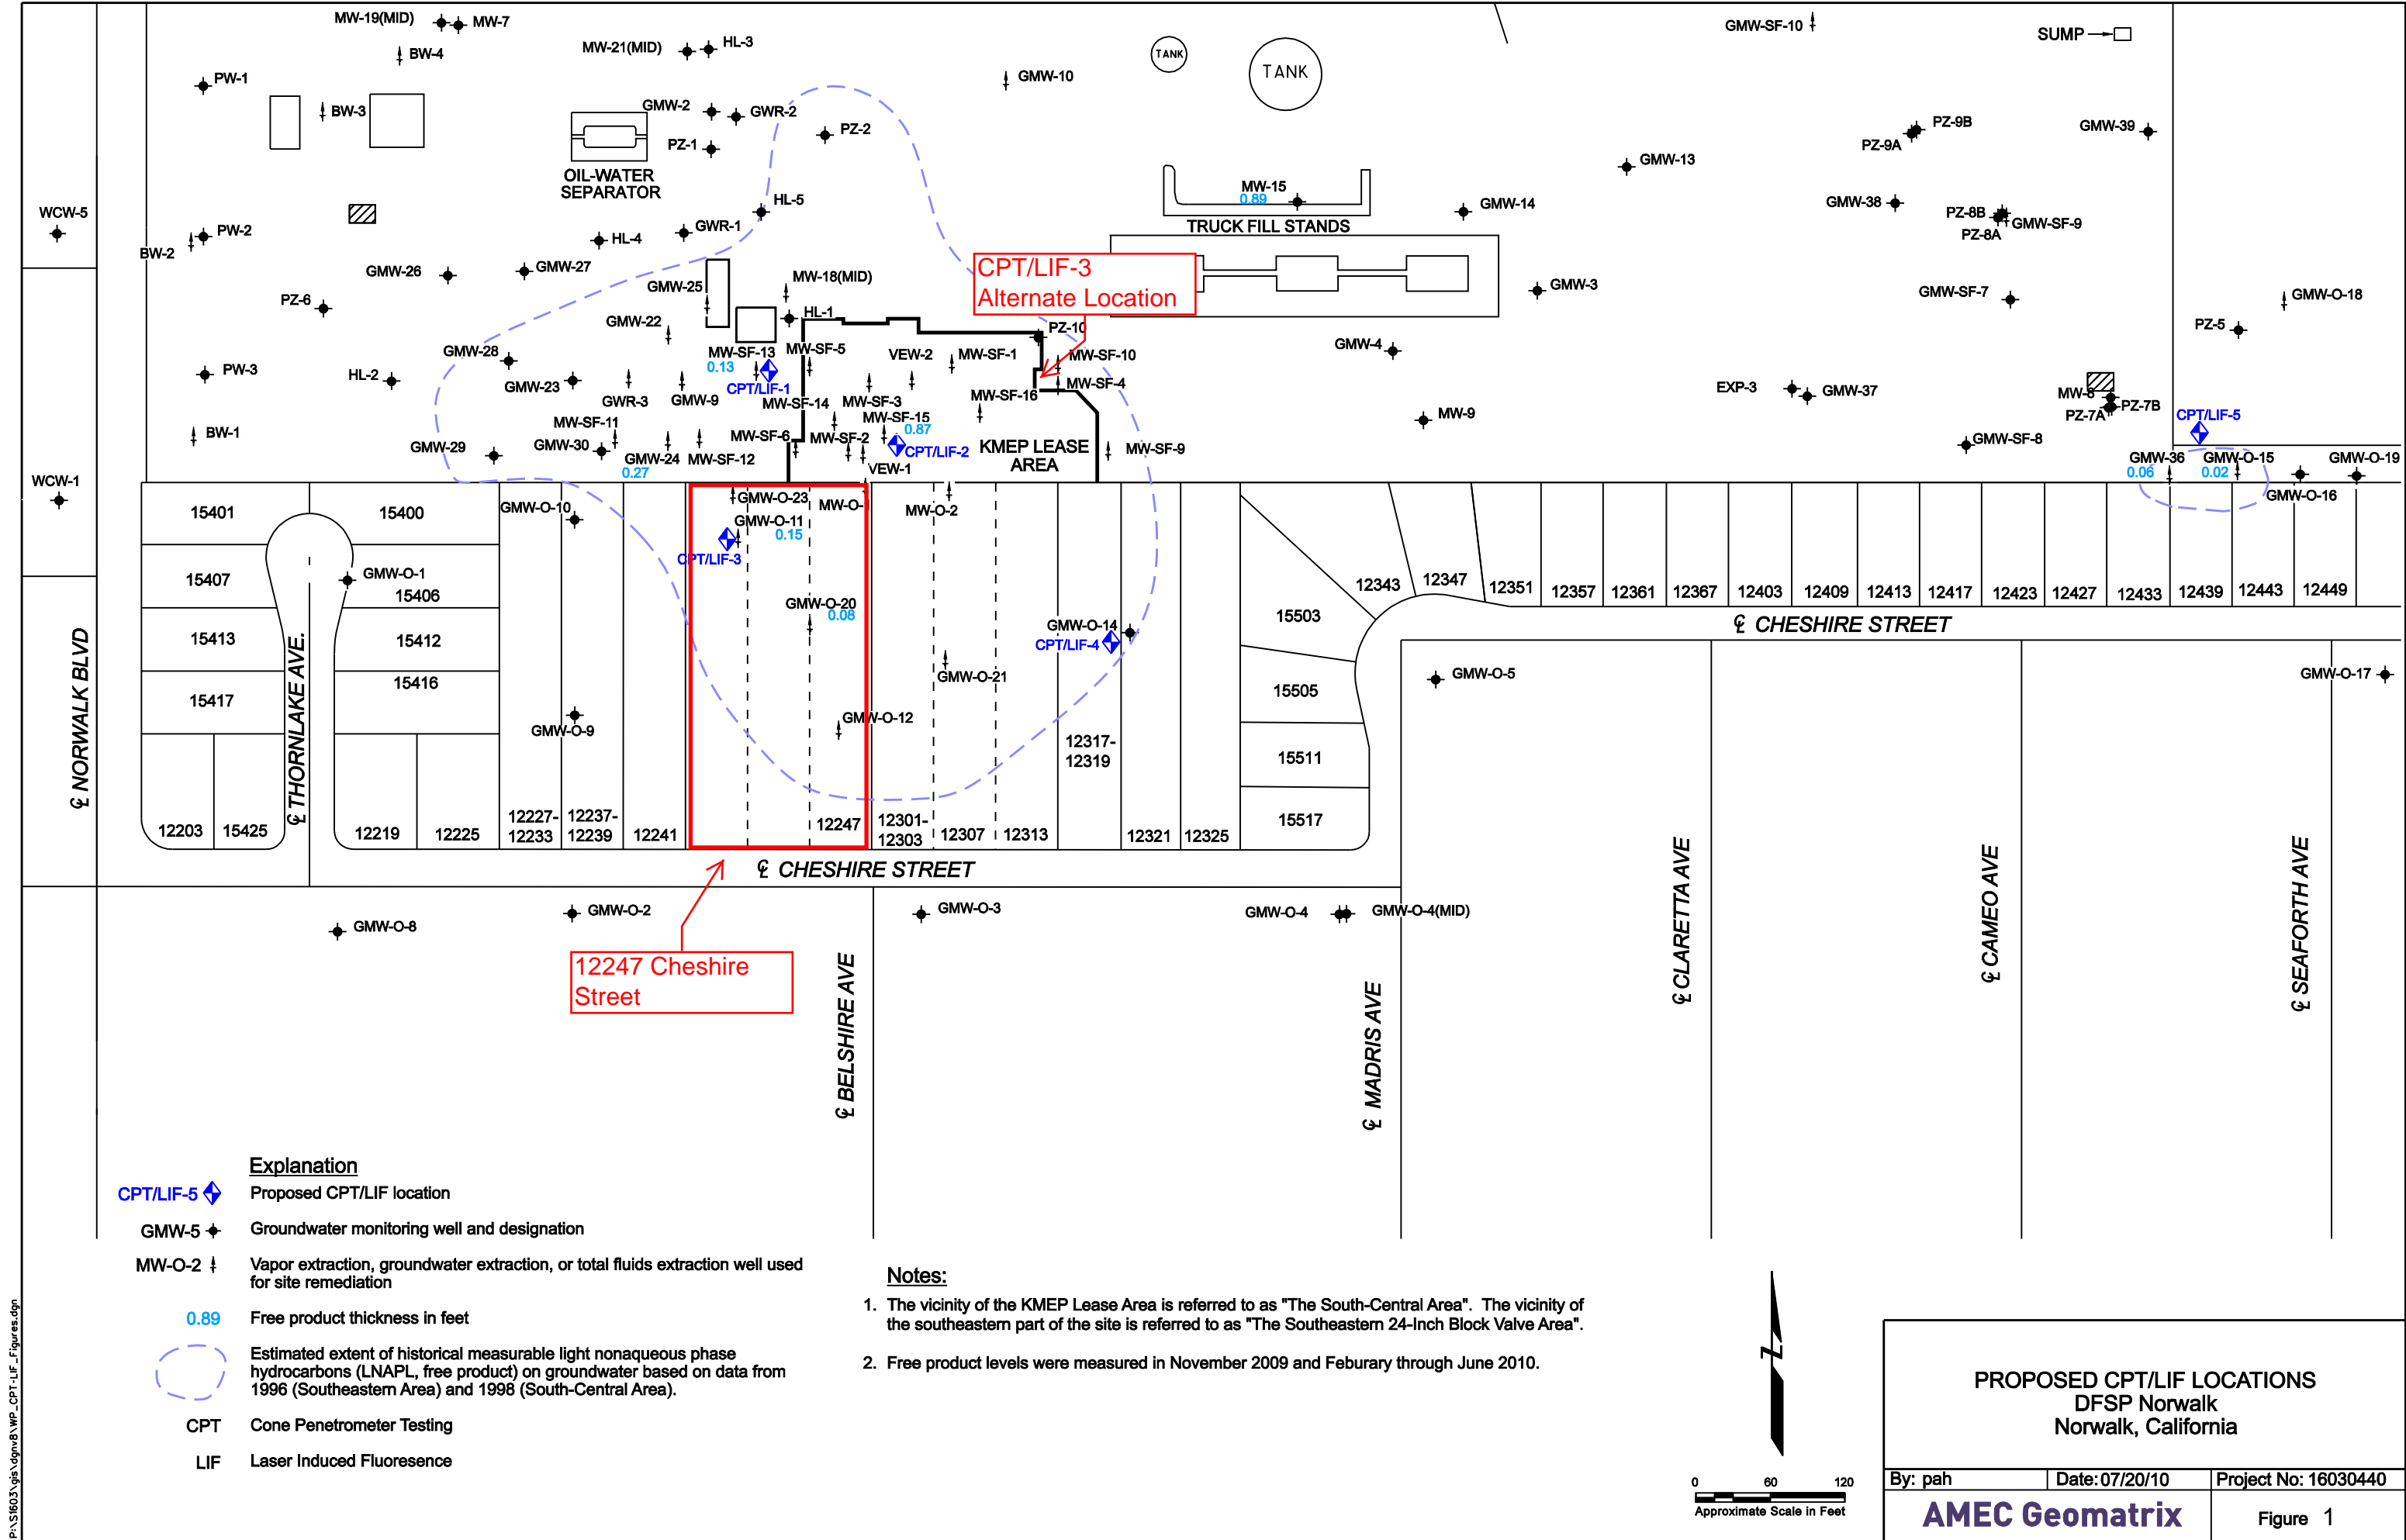 MW-19(MID)
MW-7
BW-4
MW-21(MID)
HL-3
GMW-10
TANK
TANK
GMW-SF-10
SUMP
PW-1
BW-3
GMW-2
GWR-2
PZ-1
PZ-2
OIL-WATER
SEPARATOR
GMW-13
PZ-9B
PZ-9A
GMW-39
WCW-5
PW-2
BW-2
HL-5
GWR-1
HL-4
MW-15
0.89
TRUCK FILL STANDS
GMW-14
GMW-38
PZ-8B
GMW-SF-9
PZ-8A
GMW-26
GMW-27
GMW-25
MW-18(MID)
CPT/LIF-3
Alternate Location
GMW-3
GMW-SF-7
GMW-O-18
PZ-5
PZ-6
GMW-22
HL-1
PZ-10
GMW-4
GMW-28
MW-SF-13
0.13
MW-SF-5
VEW-2
MW-SF-1
MW-SF-10
PW-3
HL-2
GMW-23
CPT/LIF-1
MW-SF-4
EXP-3
GMW-37
GWR-3
GMW-9
MW-SF-14
MW-SF-3
MW-SF-16
MW-8
PZ-7A
PZ-7B
CPT/LIF-5
MW-SF-11
MW-SF-15
0.87
MW-9
BW-1
GMW-29
GMW-30
GMW-24
0.27
MW-SF-12
MW-SF-6
MW-SF-2
CPT/LIF-2
VEW-1
KMEP LEASE
AREA
MW-SF-9
GMW-SF-8
GMW-36
0.06
GMW-O-15
0.02
GMW-O-19
GMW-O-16
WCW-1
15401
15400
GMW-O-10
GMW-O-23
MW-O-
MW-O-2
GMW-O-11
0.15
CPT/LIF-3
15407
GMW-O-1
15406
GMW-O-20
0.08
GMW-O-14
CPT/LIF-4
15503
12343
12347
12351
12357
12361
12367
12403
12409
12413
12417
12423
12427
12433
12439
12443
12449
℄ CHESHIRE STREET
15413
15412
15417
15416
GMW-O-21
15505
GMW-O-5
GMW-O-17
GMW-O-9
GMW-O-12
12317-
12319
15511
℄ NORWALK BLVD
℄ THORNLAKE AVE.
12203
15425
12219
12225
12227-
12233
12237-
12239
12241
12247
12301-
12303
12307
12313
12321
12325
15517
℄ CHESHIRE STREET
GMW-O-8
GMW-O-2
GMW-O-3
GMW-O-4
GMW-O-4(MID)
12247 Cheshire
Street
℄ BELSHIRE AVE
℄ MADRIS AVE
℄ CLARETTA AVE
℄ CAMEO AVE
℄ SEAFORTH AVE
Explanation
CPT/LIF-5 Proposed CPT/LIF location
GMW-5 Groundwater monitoring well and designation
MW-O-2 Vapor extraction, groundwater extraction, or total fluids extraction well used
for site remediation
0.89 Free product thickness in feet
Estimated extent of historical measurable light nonaqueous phase
hydrocarbons (LNAPL, free product) on groundwater based on data from
1996 (Southeastern Area) and 1998 (South-Central Area).
CPT Cone Penetrometer Testing
LIF Laser Induced Fluoresence
Notes:
1. The vicinity of the KMEP Lease Area is referred to as "The South-Central Area". The vicinity of
the southeastern part of the site is referred to as "The Southeastern 24-Inch Block Valve Area".
2. Free product levels were measured in November 2009 and Feburary through June 2010.
Z
0 60 120
Approximate Scale in Feet
PROPOSED CPT/LIF LOCATIONS
DFSP Norwalk
Norwalk, California
By: pah
Date: 07/20/10
Project No: 16030440
AMEC Geomatrix
Figure 1
P:\S1603\gis\dgnv8\WP_CPT-LIF_Figures.dgn